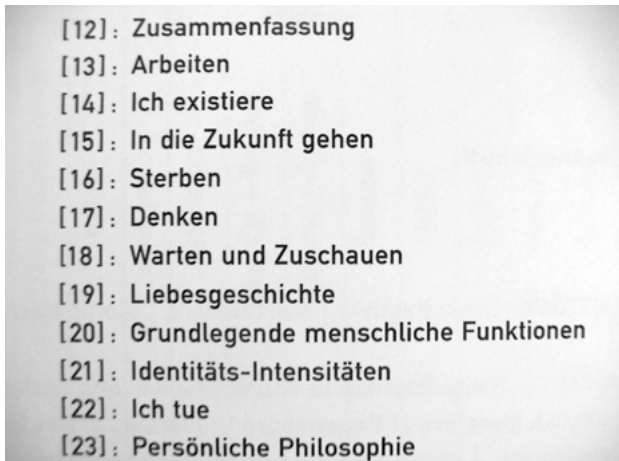 [12]: Zusammenfassung
[13]: Arbeiten
[14]: Ich existiere
[15]: In die Zukunft gehen
[16]: Sterben
[17]: Denken
[18]: Warten und Zuschauen
[19]: Liebesgeschichte
[20]: Grundlegende menschliche Funktionen
[21]: Identitäts-Intensitäten
[22]: Ich tue
[23]: Persönliche Philosophie